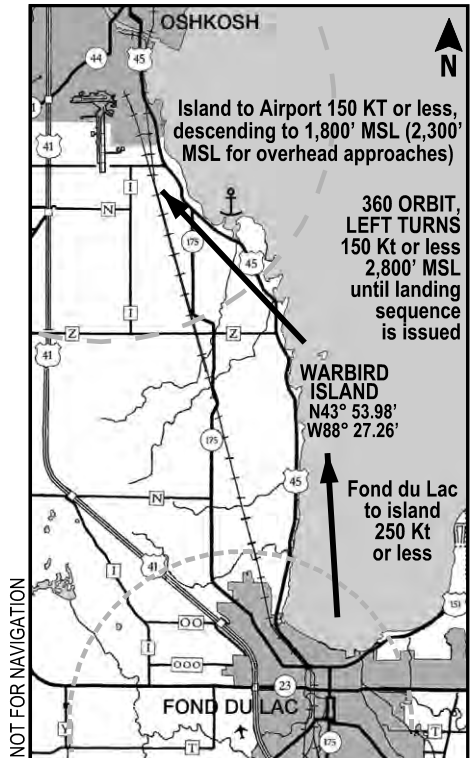 OSHKOSH
44
45
N
41
Island to Airport 150 KT or less,
descending to 1,800' MSL (2,300'
MSL for overhead approaches)
I
N
360 ORBIT,
LEFT TURNS
150 Kt or less
2,800' MSL
until landing
sequence
is issued
175
45
I
Z
Z
41
WARBIRD
ISLAND
N43° 53.98'
W88° 27.26'
175
45
N
Fond du Lac
to island
250 Kt
or less
41
I
151
OO
I
OOO
23
FOND DU LAC
Y
T
T
175
NOT FOR NAVIGATION